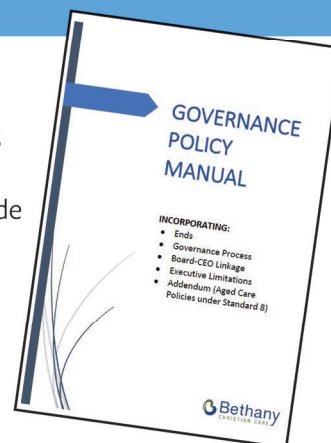 de
GOVERNANCE
POLICY
MANUAL
INCORPORATING:
• Ends
• Governance Process
• Board-CEO Linkage
• Executive Limitations
• Addendum (Aged Care
Policies under Standard 8)
Bethany
CHRISTIAN CARE